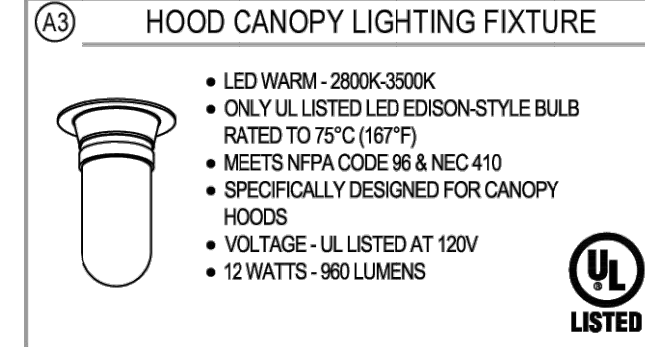 A3
HOOD CANOPY LIGHTING FIXTURE
• LED WARM - 2800K-3500K
• ONLY UL LISTED LED EDISON-STYLE BULB
RATED TO 75°C (167°F)
• MEETS NFPA CODE 96 & NEC 410
• SPECIFICALLY DESIGNED FOR CANOPY
HOODS
• VOLTAGE - UL LISTED AT 120V
• 12 WATTS - 960 LUMENS
UL
®
LISTED